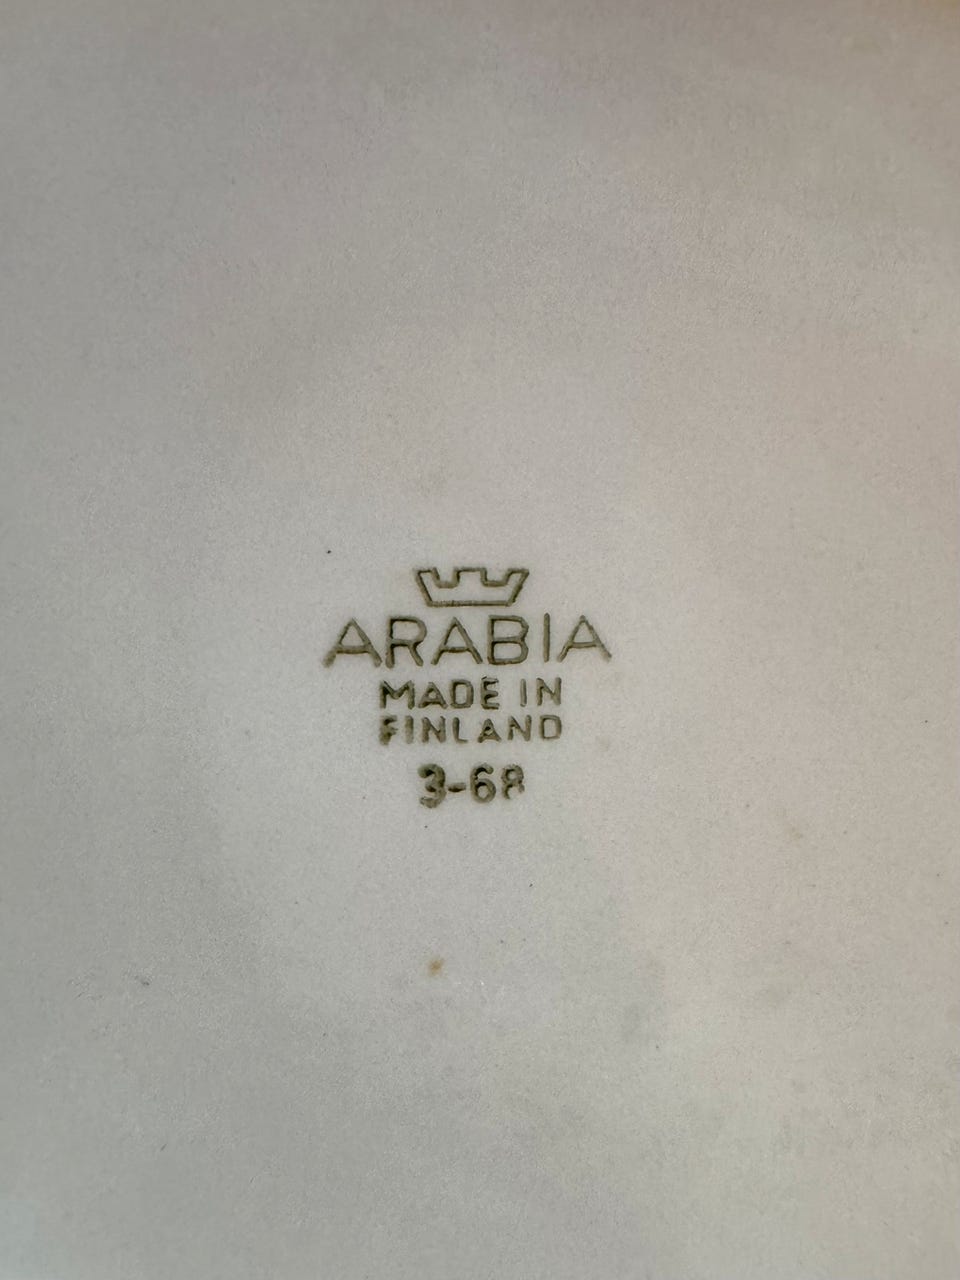 ARABIA
MADE IN
FINLAND
3-68